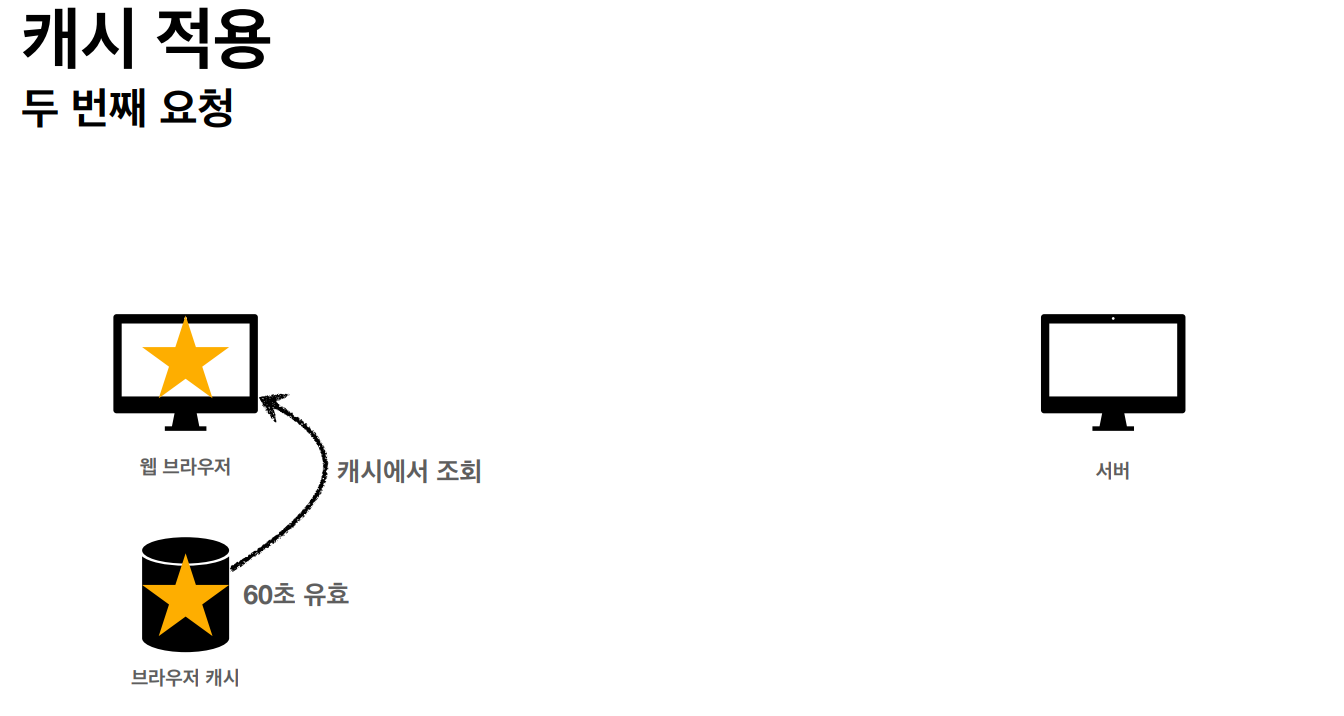 캐시 적용
두 번째 요청
웹 브라우저
캐시에서 조회
서버
60초 유효
브라우저 캐시